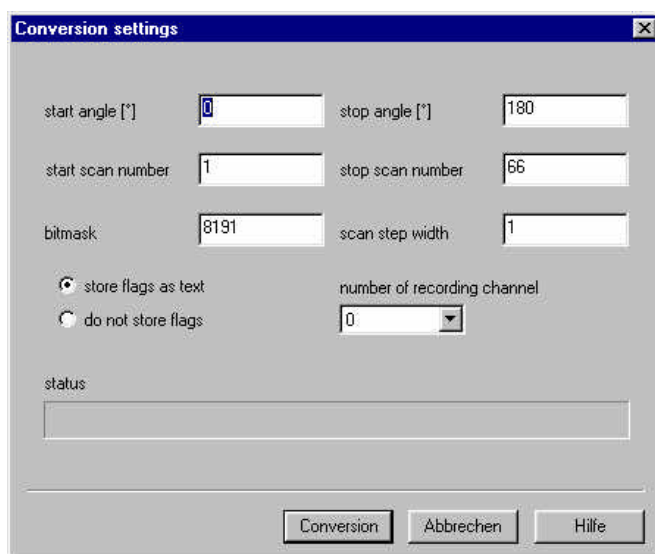 Conversion settings
start angle [°] 0 stop angle [°] 180
start scan number 1 stop scan number 66
bitmask 8191 scan step width 1
store flags as text number of recording channel
do not store flags 0
status
Conversion Abbrechen Hilfe